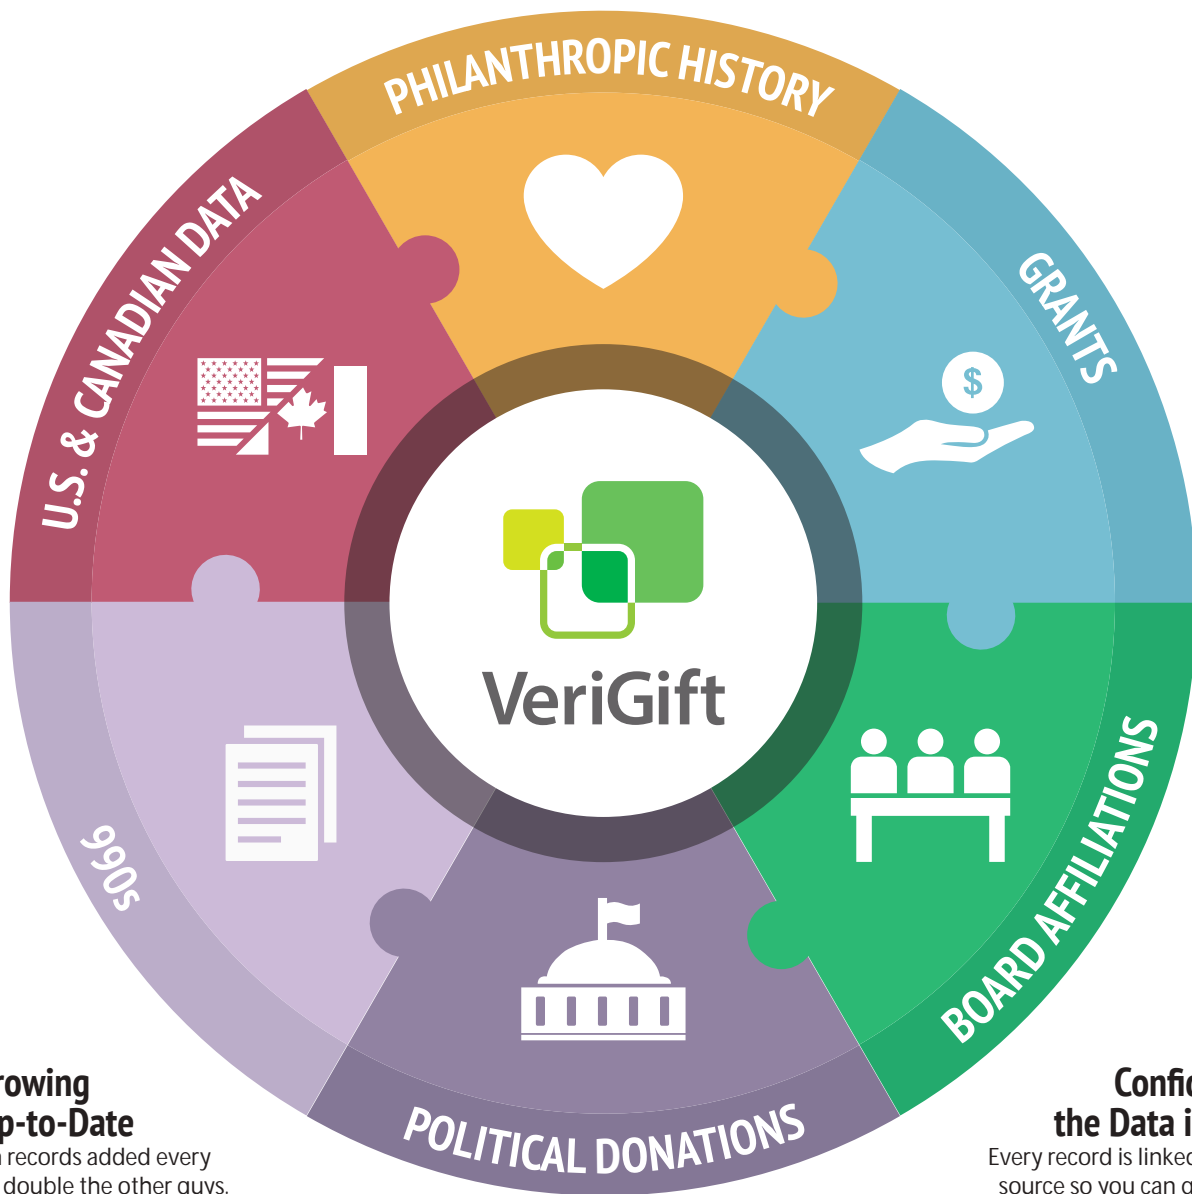 PHILANTHROPIC HISTORY
U.S. & CANADIAN DATA
GRANTS
$
VeriGift
990s
BOARD AFFILIATIONS
POLITICAL DONATIONS
rowing
p-to-Date
records added every
double the other guys.
Confi
the Data i
Every record is linked
source so you can